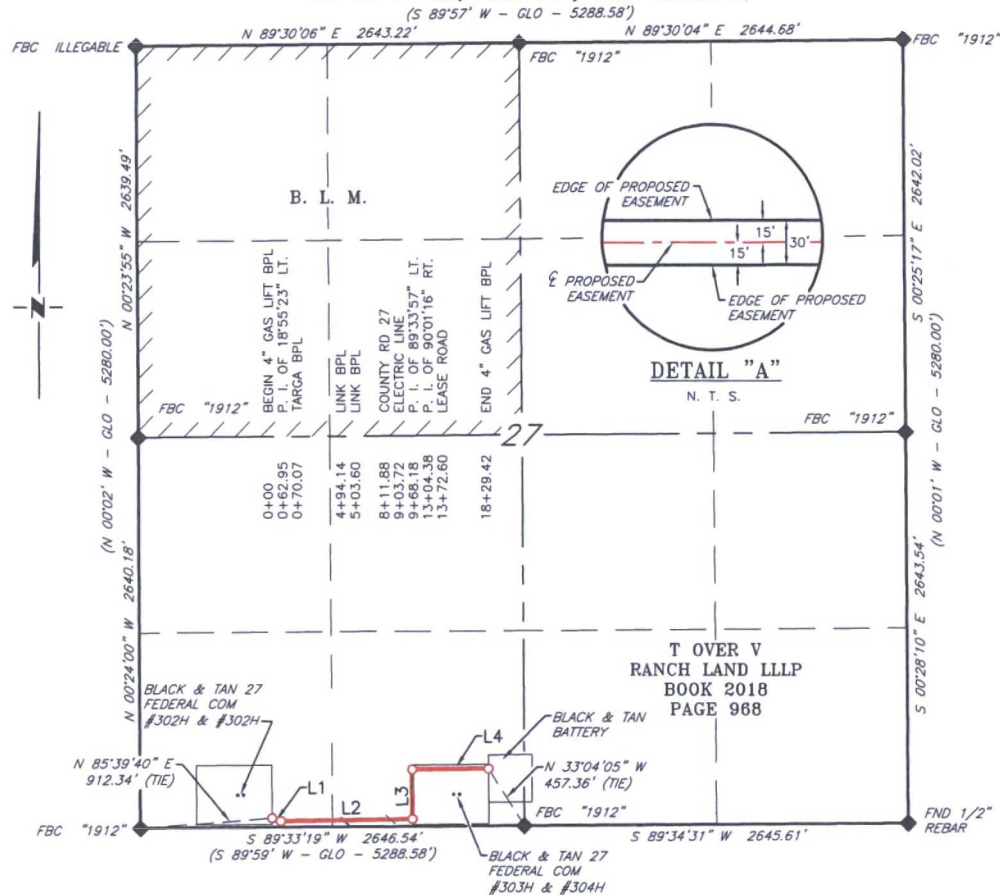 (S 89°57' W - GLO - 5288.58')
N 89°30'06" E 2643.22'
N 89°30'04" E 2644.68'
FBC ILLEGABLE
FBC "1912"
FBC "1912"
N 00°23'55" W 2639.49'
S 00°25'17" E 2642.02'
B. L. M.
EDGE OF PROPOSED
EASEMENT
15'
15'
30'
℄ PROPOSED
EASEMENT
EDGE OF PROPOSED
EASEMENT
DETAIL "A"
N. T. S.
N
(N 00°02' W - GLO - 5280.00')
(N 00°01' W - GLO - 5280.00')
FBC "1912"
FBC "1912"
27
0+00 BEGIN 4" GAS LIFT BPL
0+62.95 P. I. OF 18°55'23" LT.
0+70.07 TARGA BPL
4+94.14 LINK BPL
5+03.60 LINK BPL
8+11.88 COUNTY RD 27
9+03.72 ELECTRIC LINE
9+68.18 P. I. OF 89°33'57" LT.
13+04.38 P. I. OF 90°01'16" RT.
13+72.60 LEASE ROAD
18+29.42 END 4" GAS LIFT BPL
N 00°24'00" W 2640.18'
S 00°28'10" E 2643.54'
T OVER V
RANCH LAND LLLP
BOOK 2018
PAGE 968
BLACK & TAN 27
FEDERAL COM
#302H & #302H
BLACK & TAN
BATTERY
N 85°39'40" E
912.34' (TIE)
L1
L2
L3
L4
N 33°04'05" W
457.36' (TIE)
FBC "1912"
FBC "1912"
FND 1/2"
REBAR
S 89°33'19" W 2646.54'
(S 89°59' W - GLO - 5288.58')
S 89°34'31" W 2645.61'
BLACK & TAN 27
FEDERAL COM
#303H & #304H